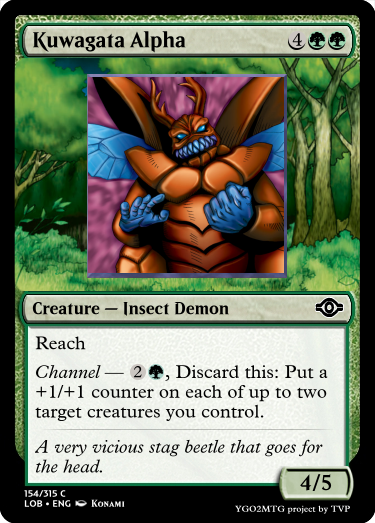 Kuwagata Alpha 4
Creature — Insect Demon
Reach
Channel — 2, Discard this: Put a
+1/+1 counter on each of up to two
target creatures you control.
A very vicious stag beetle that goes for
the head.
4/5
154/315 C
LOB • ENG Konami
YGO2MTG project by TVP